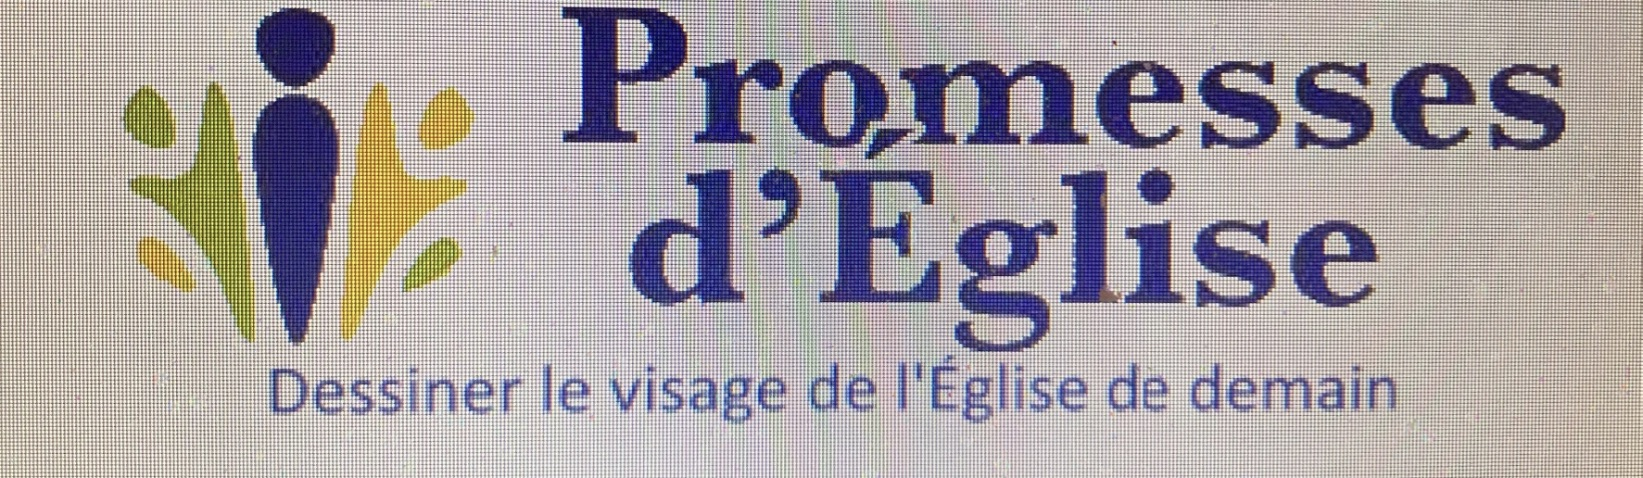 Promesses
d’Église
Dessiner le visage de l'Église de demain